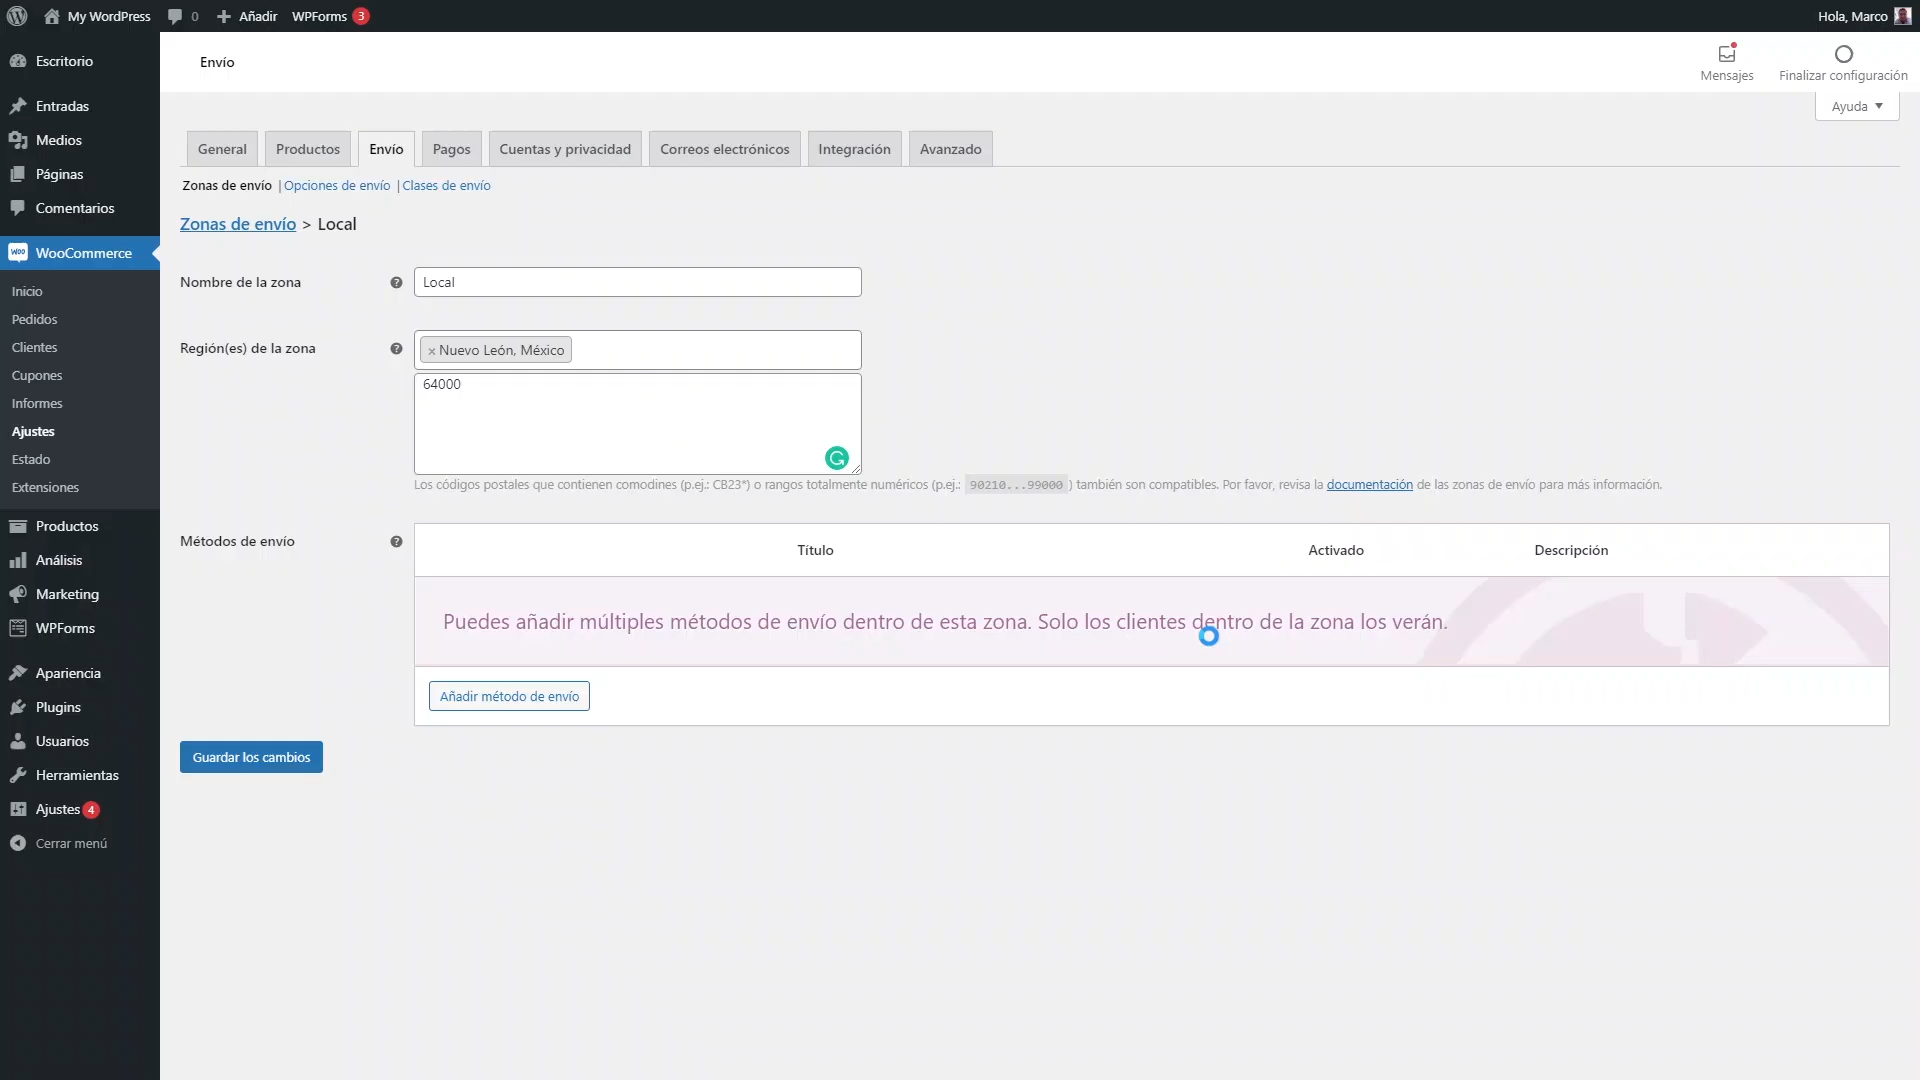 My WordPress 0 Añadir WPForms 3 Hola, Marco
Escritorio
Entradas
Medios
Páginas
Comentarios
WooCommerce
Inicio
Pedidos
Clientes
Cupones
Informes
Ajustes
Estado
Extensiones
Productos
Análisis
Marketing
WPForms
Apariencia
Plugins
Usuarios
Herramientas
Ajustes 4
Cerrar menú
Envío
Mensajes
Finalizar configuración
Ayuda
General Productos Envío Pagos Cuentas y privacidad Correos electrónicos Integración Avanzado
Zonas de envío | Opciones de envío | Clases de envío
Zonas de envío > Local
Nombre de la zona ? Local
Región(es) de la zona ? × Nuevo León, México
64000
Los códigos postales que contienen comodines (p.ej.: CB23*) o rangos totalmente numéricos (p.ej.: 90210...99000) también son compatibles. Por favor, revisa la documentación de las zonas de envío para más información.
Métodos de envío ?
Título Activado Descripción
Puedes añadir múltiples métodos de envío dentro de esta zona. Solo los clientes dentro de la zona los verán.
Añadir método de envío
Guardar los cambios